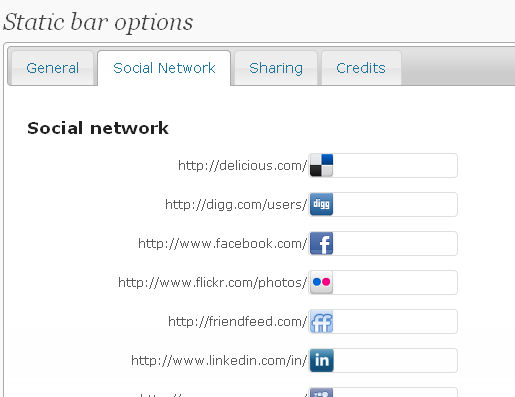 Static bar options
General Social Network Sharing Credits
Social network
http://delicious.com/
http://digg.com/users/ digg
http://www.facebook.com/ f
http://www.flickr.com/photos/
http://friendfeed.com/ ff
http://www.linkedin.com/in/ in